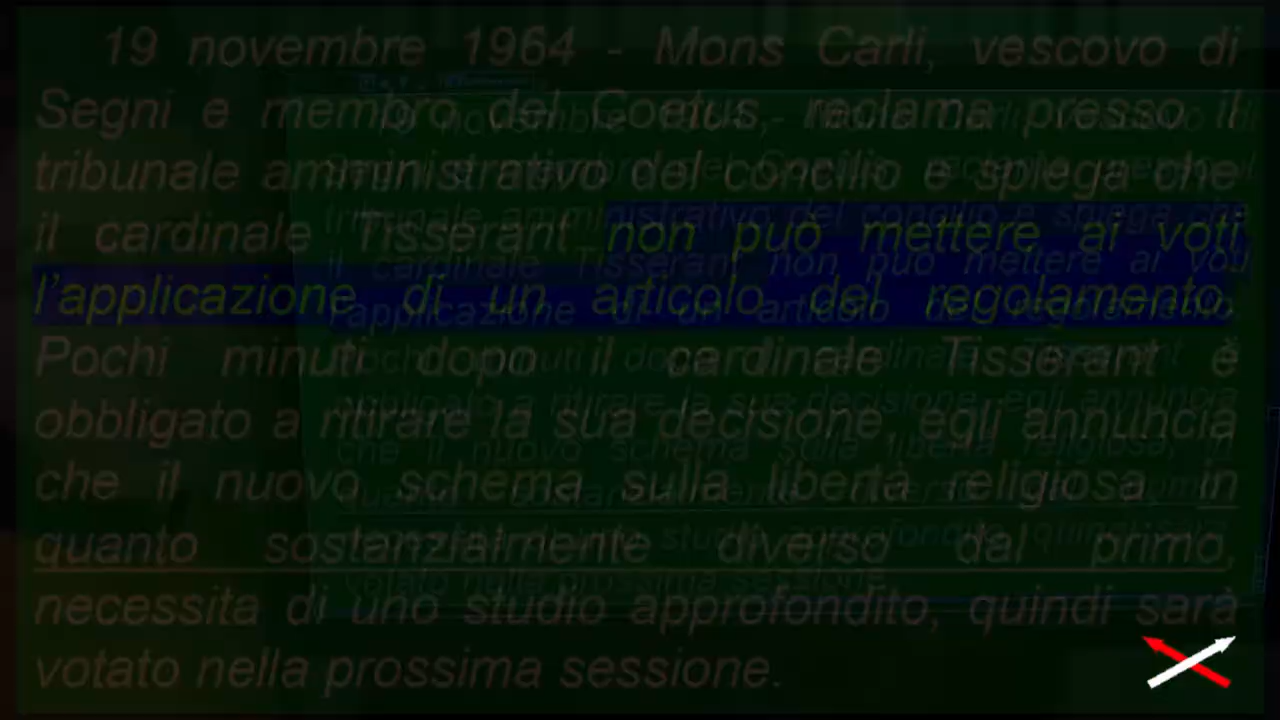 19 novembre 1964 - Mons Carli, vescovo di
Segni e membro del Coetus, reclama presso il
tribunale amministrativo del concilio e spiega che
il cardinale Tisserant non può mettere ai voti
l'applicazione di un articolo del regolamento.
Pochi minuti dopo il cardinale Tisserant è
obbligato a ritirare la sua decisione, egli annuncia
che il nuovo schema sulla libertà religiosa in
quanto sostanzialmente diverso dal primo,
necessita di uno studio approfondito, quindi sarà
votato nella prossima sessione.